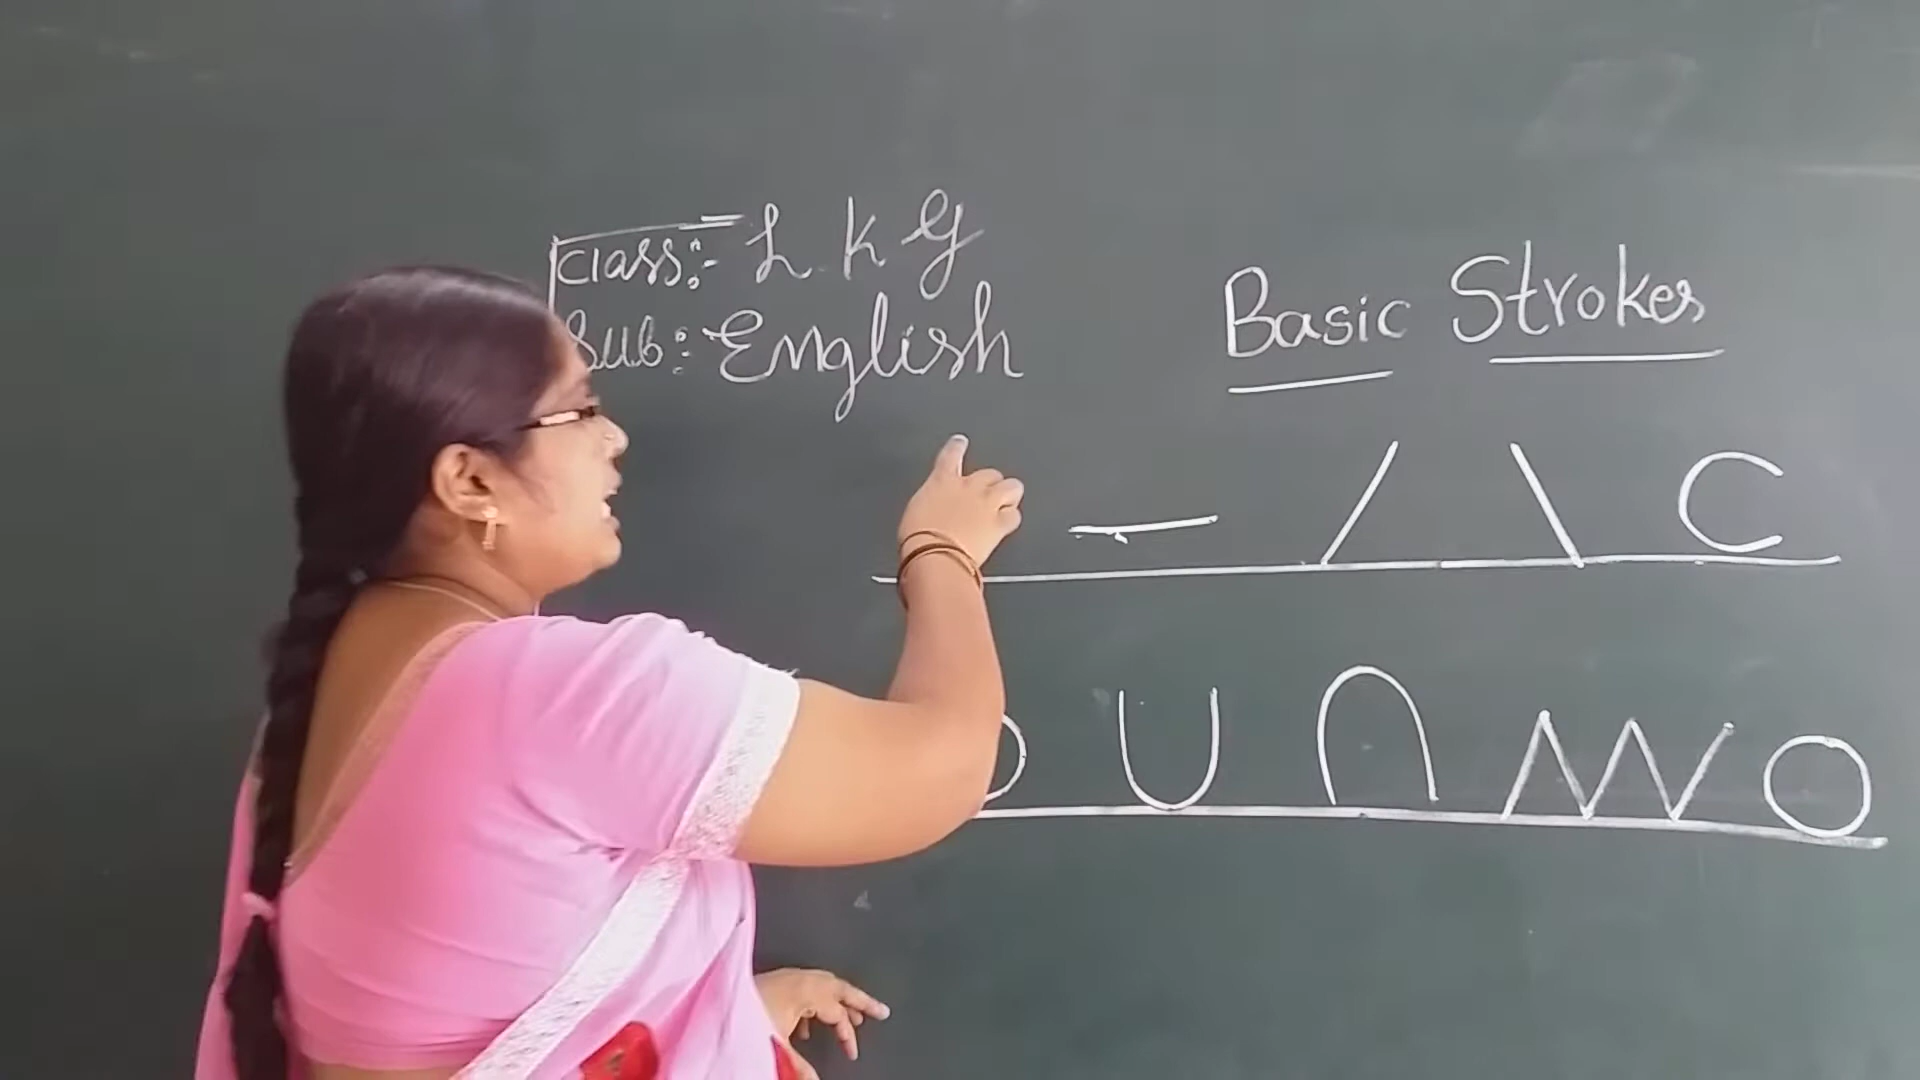 Class:- L K G
Sub:- English
Basic Strokes
— / \ C
U ∩ O